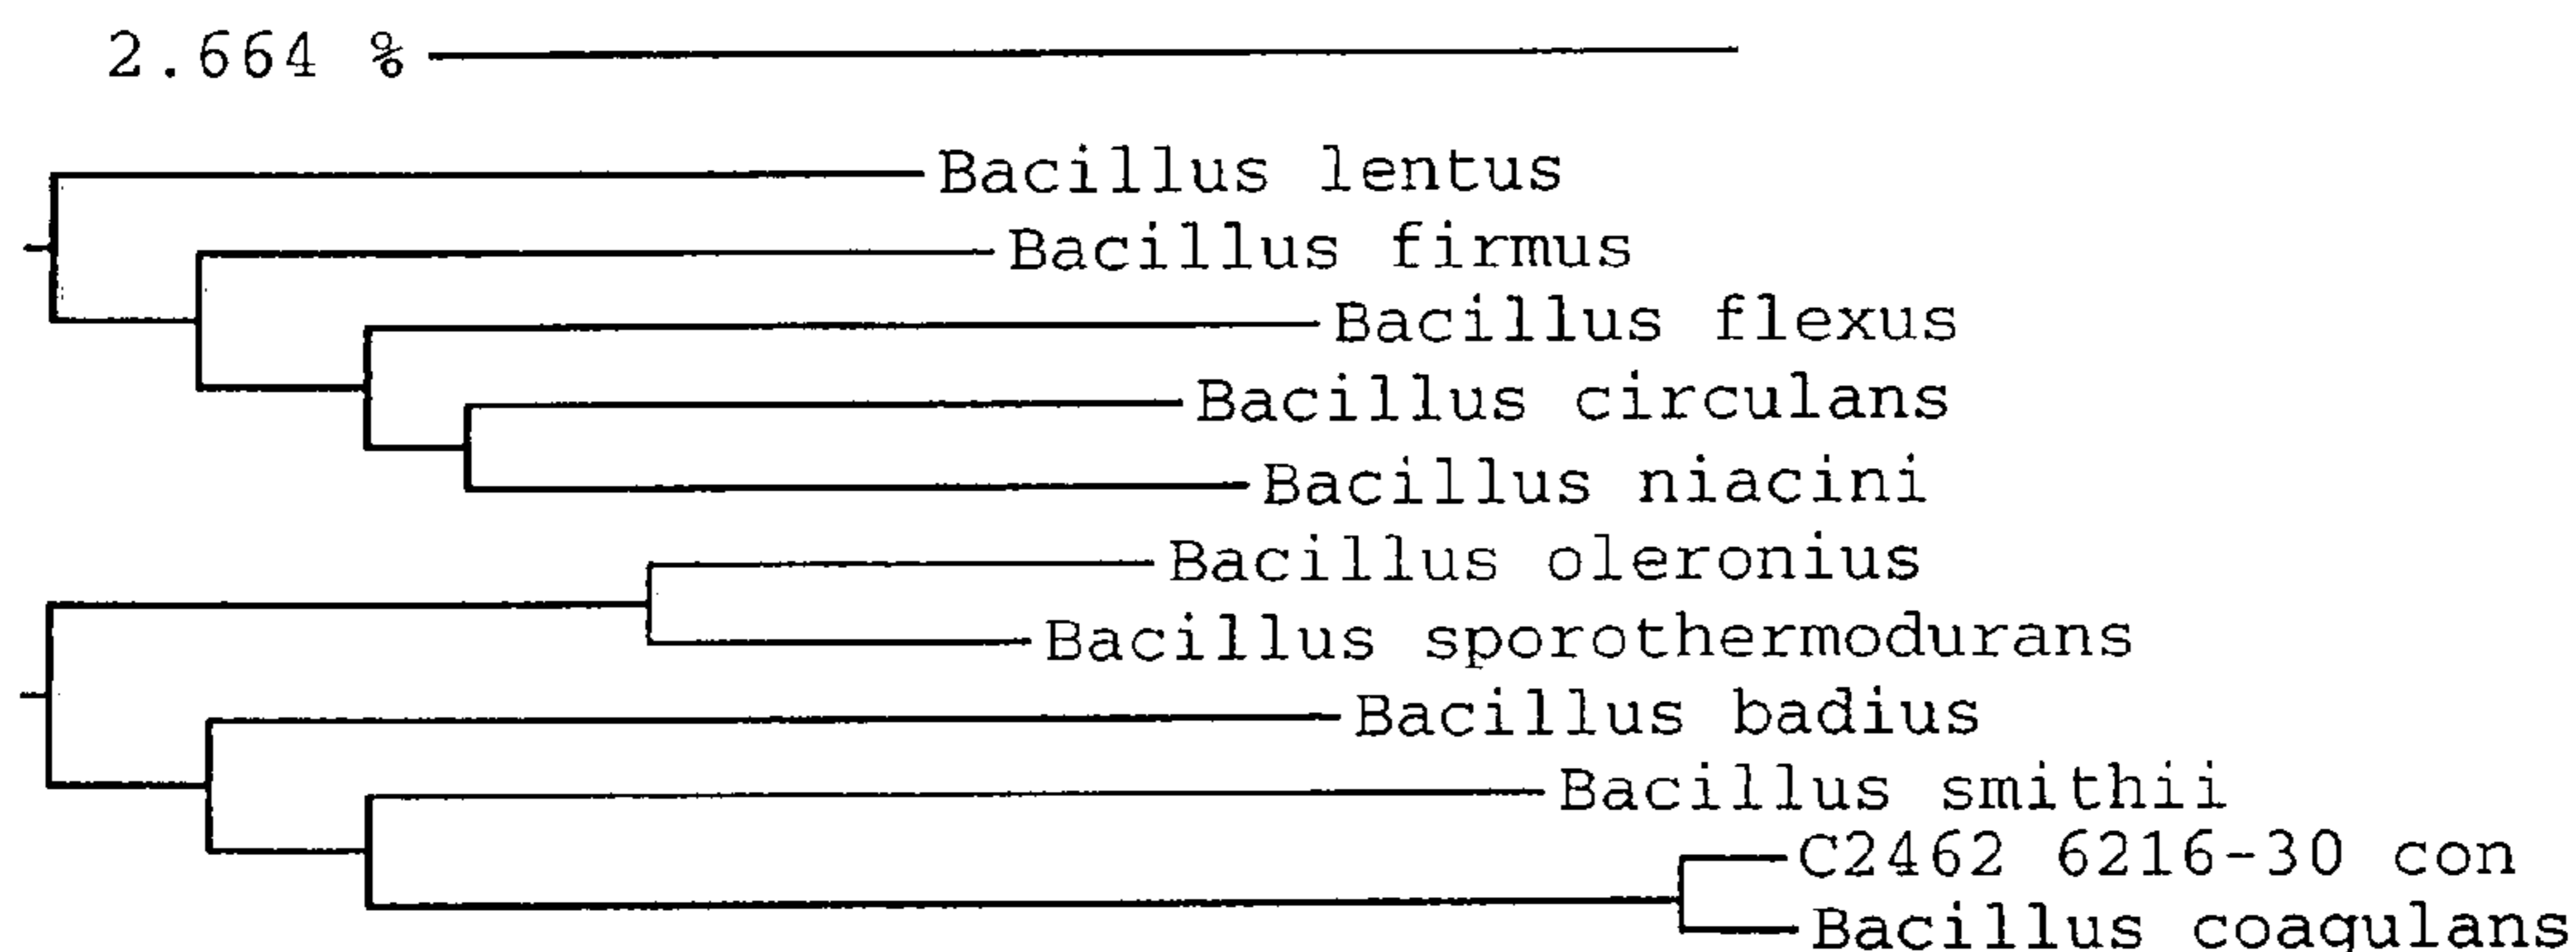 2.664 %
Bacillus lentus
Bacillus firmus
Bacillus flexus
Bacillus circulans
Bacillus niacini
Bacillus oleronius
Bacillus sporothermodurans
Bacillus badius
Bacillus smithii
C2462 6216-30 con
Bacillus coagulans